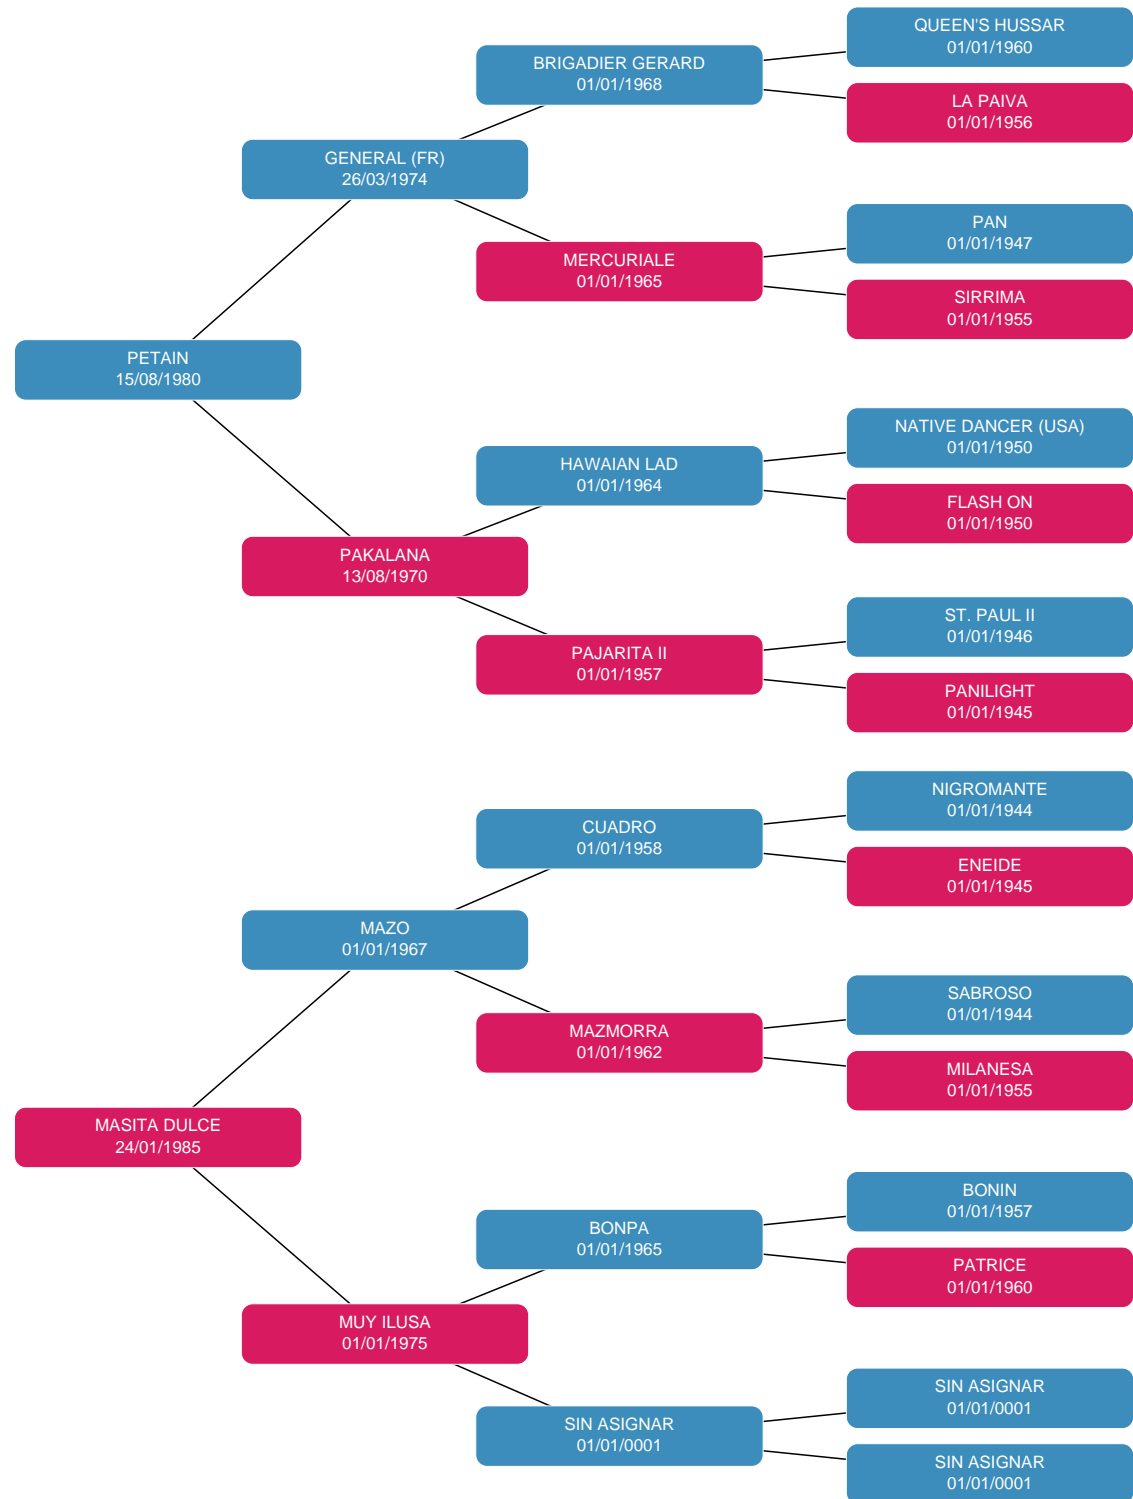 QUEEN'S HUSSAR
01/01/1960
BRIGADIER GERARD
01/01/1968
LA PAIVA
01/01/1956
GENERAL (FR)
26/03/1974
PAN
01/01/1947
MERCURIALE
01/01/1965
SIRRIMA
01/01/1955
PETAIN
15/08/1980
NATIVE DANCER (USA)
01/01/1950
HAWAIAN LAD
01/01/1964
FLASH ON
01/01/1950
PAKALANA
13/08/1970
ST. PAUL II
01/01/1946
PAJARITA II
01/01/1957
PANILIGHT
01/01/1945
NIGROMANTE
01/01/1944
CUADRO
01/01/1958
ENEIDE
01/01/1945
MAZO
01/01/1967
SABROSO
01/01/1944
MAZMORRA
01/01/1962
MILANESA
01/01/1955
MASITA DULCE
24/01/1985
BONIN
01/01/1957
BONPA
01/01/1965
PATRICE
01/01/1960
MUY ILUSA
01/01/1975
SIN ASIGNAR
01/01/0001
SIN ASIGNAR
01/01/0001
SIN ASIGNAR
01/01/0001